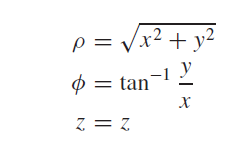 ρ = √(x² + y²)
ϕ = tan⁻¹ y/x
z = z